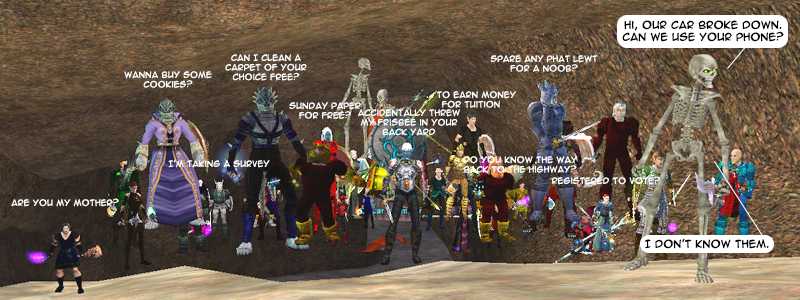 HI, OUR CAR BROKE DOWN.
CAN WE USE YOUR PHONE?
WANNA BUY SOME
COOKIES?
CAN I CLEAN A
CARPET OF YOUR
CHOICE FREE?
SPARE ANY PHAT LEWT
FOR A NOOB?
SUNDAY PAPER
FOR FREE?
ACCIDENTALLY THREW
MY FRISBEE IN YOUR
BACK YARD
TO EARN MONEY
FOR TUITION
I'M TAKING A SURVEY
DO YOU KNOW THE WAY
BACK TO THE HIGHWAY?
REGISTERED TO VOTE?
ARE YOU MY MOTHER?
I DON'T KNOW THEM.